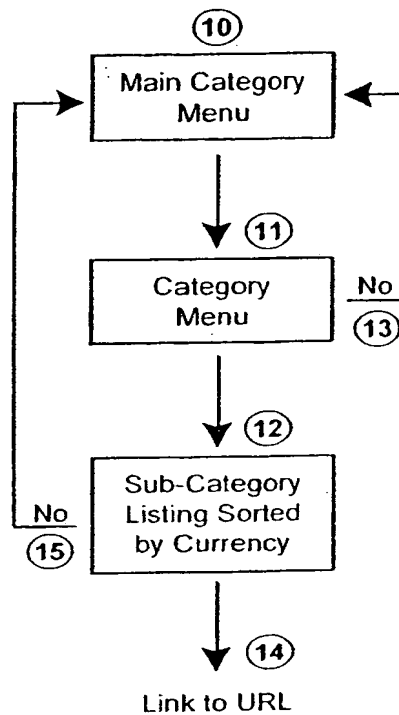 10
Main Category
Menu
11
Category
Menu
No
13
12
Sub-Category
Listing Sorted
by Currency
No
15
14
Link to URL